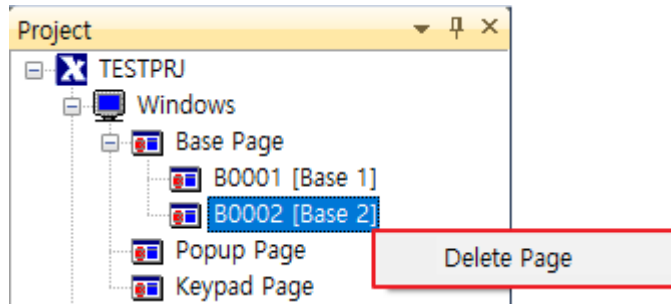 Project
TESTPRJ
Windows
Base Page
B0001 [Base 1]
B0002 [Base 2]
Popup Page
Delete Page
Keypad Page